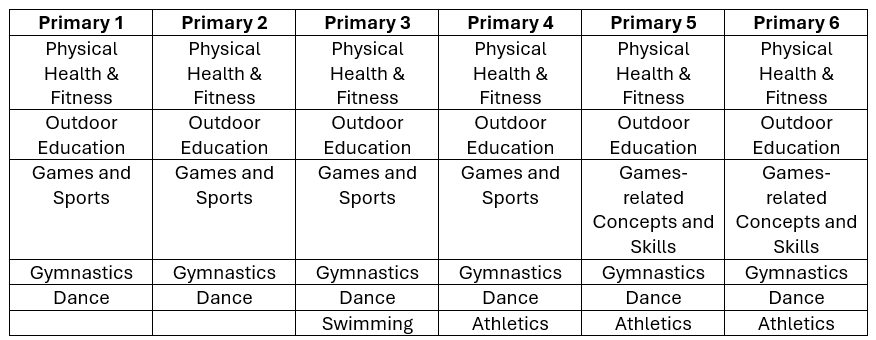 Primary 1 Primary 2 Primary 3 Primary 4 Primary 5 Primary 6
Physical Physical Physical Physical Physical Physical
Health & Health & Health & Health & Health & Health &
Fitness Fitness Fitness Fitness Fitness Fitness
Outdoor Outdoor Outdoor Outdoor Outdoor Outdoor
Education Education Education Education Education Education
Games and Games and Games and Games and Games- Games-
Sports Sports Sports Sports related related
Concepts and Concepts and
Skills Skills
Gymnastics Gymnastics Gymnastics Gymnastics Gymnastics Gymnastics
Dance Dance Dance Dance Dance Dance
Swimming Athletics Athletics Athletics